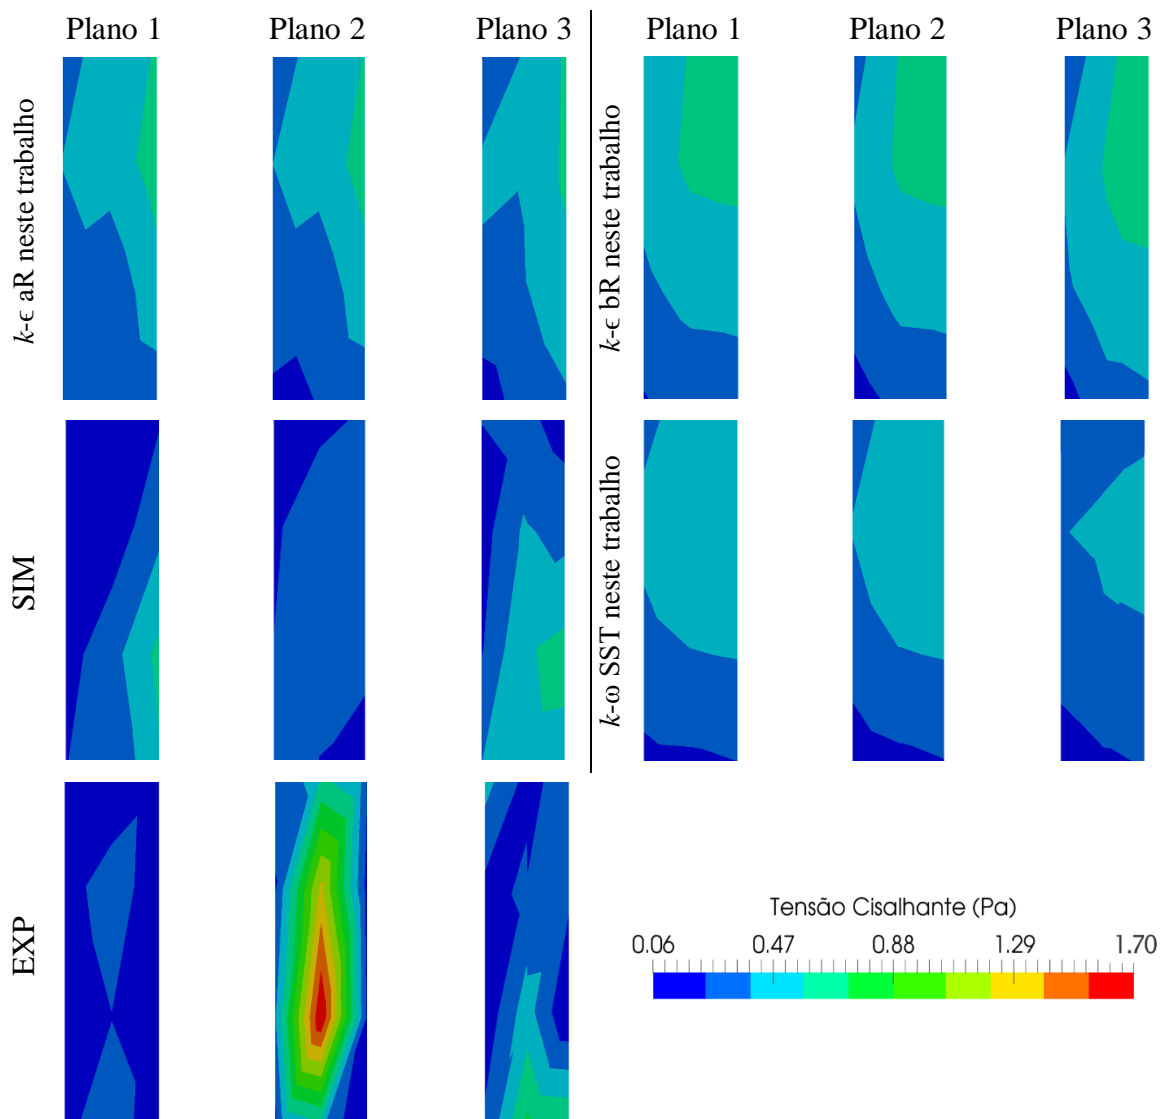 Plano 1 Plano 2 Plano 3 Plano 1 Plano 2 Plano 3
k-ϵ aR neste trabalho
k-ϵ bR neste trabalho
SIM
k-ω SST neste trabalho
EXP
Tensão Cisalhante (Pa)
0.06 0.47 0.88 1.29 1.70